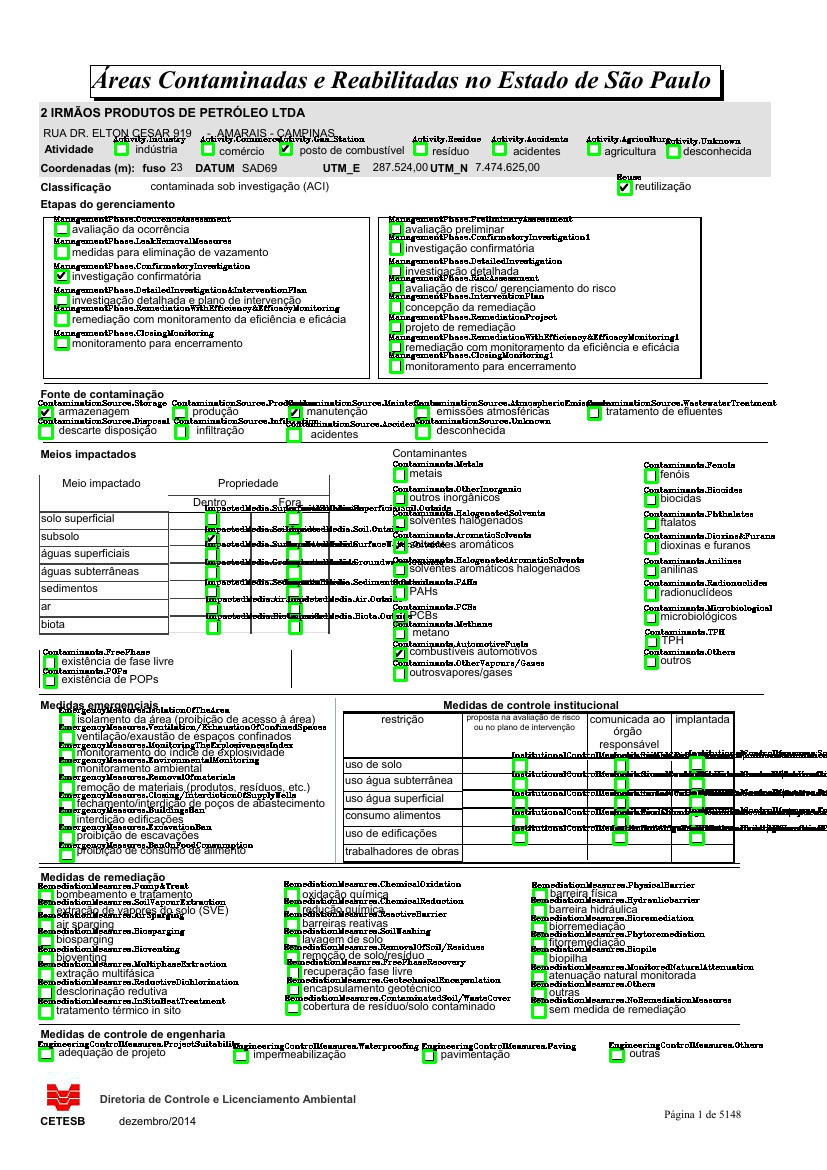 Áreas Contaminadas e Reabilitadas no Estado de São Paulo
2 IRMÃOS PRODUTOS DE PETRÓLEO LTDA
RUA DR. ELTON CESAR 919 - AMARAIS - CAMPINAS
Activity.Industry Activity.Commerce Activity.Gas_Station Activity.Residue Activity.Accidents Activity.Agriculture Activity.Unknown
Atividade indústria comércio posto de combustível resíduo acidentes agricultura desconhecida
Coordenadas (m): fuso 23 DATUM SAD69 UTM_E 287.524,00 UTM_N 7.474.625,00
Reuse
Classificação contaminada sob investigação (ACI) reutilização
Etapas do gerenciamento
ManagementPhase.OccurenceAssessment
avaliação da ocorrência
ManagementPhase.LeakRemovalMeasures
medidas para eliminação de vazamento
ManagementPhase.ConfirmatoryInvestigation
investigação confirmatória
ManagementPhase.DetailedInvestigation&InterventionPlan
investigação detalhada e plano de intervenção
ManagementPhase.RemediationWithEfficiency&EfficacyMonitoring
remediação com monitoramento da eficiência e eficácia
ManagementPhase.ClosingMonitoring
monitoramento para encerramento
ManagementPhase.PreliminaryAssessment
avaliação preliminar
ManagementPhase.ConfirmatoryInvestigation1
investigação confirmatória
ManagementPhase.DetailedInvestigation
investigação detalhada
ManagementPhase.RiskAssessment
avaliação de risco/ gerenciamento do risco
ManagementPhase.InterventionPlan
concepção da remediação
ManagementPhase.RemediationProject
projeto de remediação
ManagementPhase.RemediationWithEfficiency&EfficacyMonitoring1
remediação com monitoramento da eficiência e eficácia
ManagementPhase.ClosingMonitoring1
monitoramento para encerramento
Fonte de contaminação
ContaminationSource.Storage ContaminationSource.AtmosphericEmissions ContaminationSource.WastewaterTreatment
armazenagem produção manutenção emissões atmosféricas tratamento de efluentes
ContaminationSource.Disposal ContaminationSource.Unknown
descarte disposição infiltração acidentes desconhecida
Meios impactados
Meio impactado Propriedade
Dentro Fora
solo superficial
subsolo
águas superficiais
águas subterrâneas
sedimentos
ar
biota
Contaminants.FreePhase
existência de fase livre
Contaminants.POPs
existência de POPs
Contaminantes
Contaminants.Metals
metais
Contaminants.OtherInorganic
outros inorgânicos
Contaminants.HalogenatedSolvents
solventes halogenados
Contaminants.AromaticSolvents
solventes aromáticos
Contaminants.HalogenatedAromaticSolvents
solventes aromáticos halogenados
Contaminants.PAHs
PAHs
Contaminants.PCBs
PCBs
Contaminants.Methane
metano
Contaminants.AutomotiveFuels
combustíveis automotivos
Contaminants.OtherVapours/Gases
outrosvapores/gases
Contaminants.Fenols
fenóis
Contaminants.Biocides
biocidas
Contaminants.Phthalates
ftalatos
Contaminants.Dioxins&Furans
dioxinas e furanos
Contaminants.Anilines
anilinas
Contaminants.Radionuclides
radionuclídeos
Contaminants.Microbiological
microbiológicos
Contaminants.TPH
TPH
Contaminants.Others
outros
Medidas emergenciais
EmergencyMeasures.IsolationOfTheArea
isolamento da área (proibição de acesso à área)
EmergencyMeasures.Ventilation/ExhaustionOfConfinedSpaces
ventilação/exaustão de espaços confinados
EmergencyMeasures.MonitoringTheExplosivenessIndex
monitoramento do índice de explosividade
EmergencyMeasures.EnvironmentalMonitoring
monitoramento ambiental
EmergencyMeasures.RemovalOfmaterials
remoção de materiais (produtos, resíduos, etc.)
EmergencyMeasures.Closing/InterdictionOfSupplyWells
fechamento/interdição de poços de abastecimento
EmergencyMeasures.BuildingsBan
interdição edificações
EmergencyMeasures.ExcavationBan
proibição de escavações
EmergencyMeasures.BanOnFoodConsumption
proibição de consumo de alimento
Medidas de controle institucional
restrição proposta na avaliação de risco ou no plano de intervenção comunicada ao órgão responsável implantada
uso de solo
uso água subterrânea
uso água superficial
consumo alimentos
uso de edificações
trabalhadores de obras
Medidas de remediação
RemediationMeasures.Pump&Treat
bombeamento e tratamento
RemediationMeasures.SoilVapourExtraction
extração de vapores do solo (SVE)
RemediationMeasures.AirSparging
air sparging
RemediationMeasures.Biosparging
biosparging
RemediationMeasures.Bioventing
bioventing
RemediationMeasures.MultiphaseExtraction
extração multifásica
RemediationMeasures.ReductiveDichlorination
desclorinação redutiva
RemediationMeasures.InSituHeatTreatment
tratamento térmico in sito
RemediationMeasures.ChemicalOxidation
oxidação química
RemediationMeasures.ChemicalReduction
redução química
RemediationMeasures.ReactiveBarrier
barreiras reativas
RemediationMeasures.SoilWashing
lavagem de solo
RemediationMeasures.RemovalOfSoil/Residues
remoção de solo/resíduo
RemediationMeasures.FreePhaseRecovery
recuperação fase livre
RemediationMeasures.GeotechnicalEncapsulation
encapsulamento geotécnico
RemediationMeasures.ContaminatedSoil/WasteCover
cobertura de resíduo/solo contaminado
RemediationMeasures.PhysicalBarrier
barreira física
RemediationMeasures.Hydraulicbarrier
barreira hidráulica
RemediationMeasures.Bioremediation
biorremediação
RemediationMeasures.Phytoremediation
fitorremediação
RemediationMeasures.Biopile
biopilha
RemediationMeasures.MonitoredNaturalAttenuation
atenuação natural monitorada
RemediationMeasures.Others
outras
RemediationMeasures.NoRemediationMeasures
sem medida de remediação
Medidas de controle de engenharia
EngineeringControlMeasures.ProjectSuitability EngineeringControlMeasures.Waterproofing EngineeringControlMeasures.Paving EngineeringControlMeasures.Others
adequação de projeto impermeabilização pavimentação outras
Diretoria de Controle e Licenciamento Ambiental
CETESB dezembro/2014
Página 1 de 5148